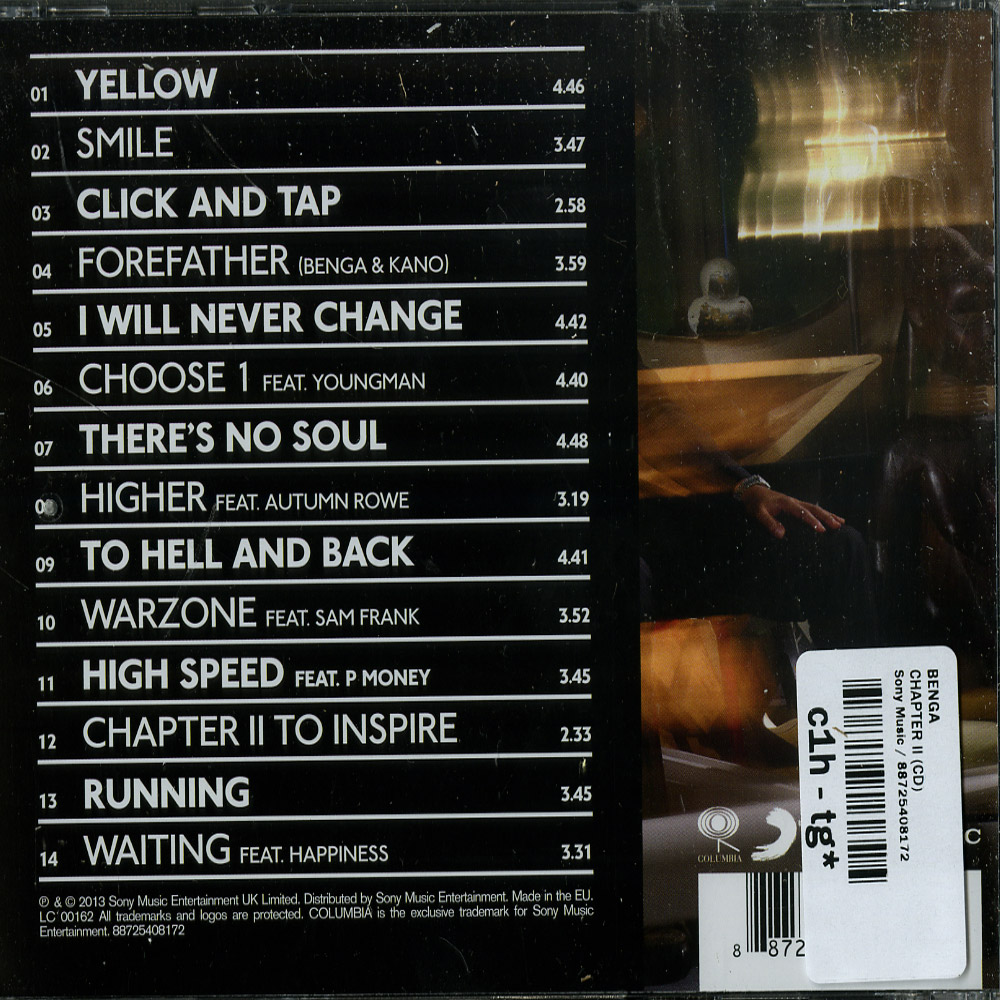 01 YELLOW 4.46
02 SMILE 3.47
03 CLICK AND TAP 2.58
04 FOREFATHER (BENGA & KANO) 3.59
05 I WILL NEVER CHANGE 4.42
06 CHOOSE 1 FEAT. YOUNGMAN 4.40
07 THERE'S NO SOUL 4.48
0 HIGHER FEAT. AUTUMN ROWE 3.19
09 TO HELL AND BACK 4.41
10 WARZONE FEAT. SAM FRANK 3.52
11 HIGH SPEED FEAT. P MONEY 3.45
12 CHAPTER II TO INSPIRE 2.33
13 RUNNING 3.45
14 WAITING FEAT. HAPPINESS 3.31
℗ & © 2013 Sony Music Entertainment UK Limited. Distributed by Sony Music Entertainment. Made in the EU.
LC 00162 All trademarks and logos are protected. COLUMBIA is the exclusive trademark for Sony Music
Entertainment. 88725408172
COLUMBIA
C
8 872
BENGA
CHAPTER II (CD)
Sony Music / 88725408172
c1h - tg*